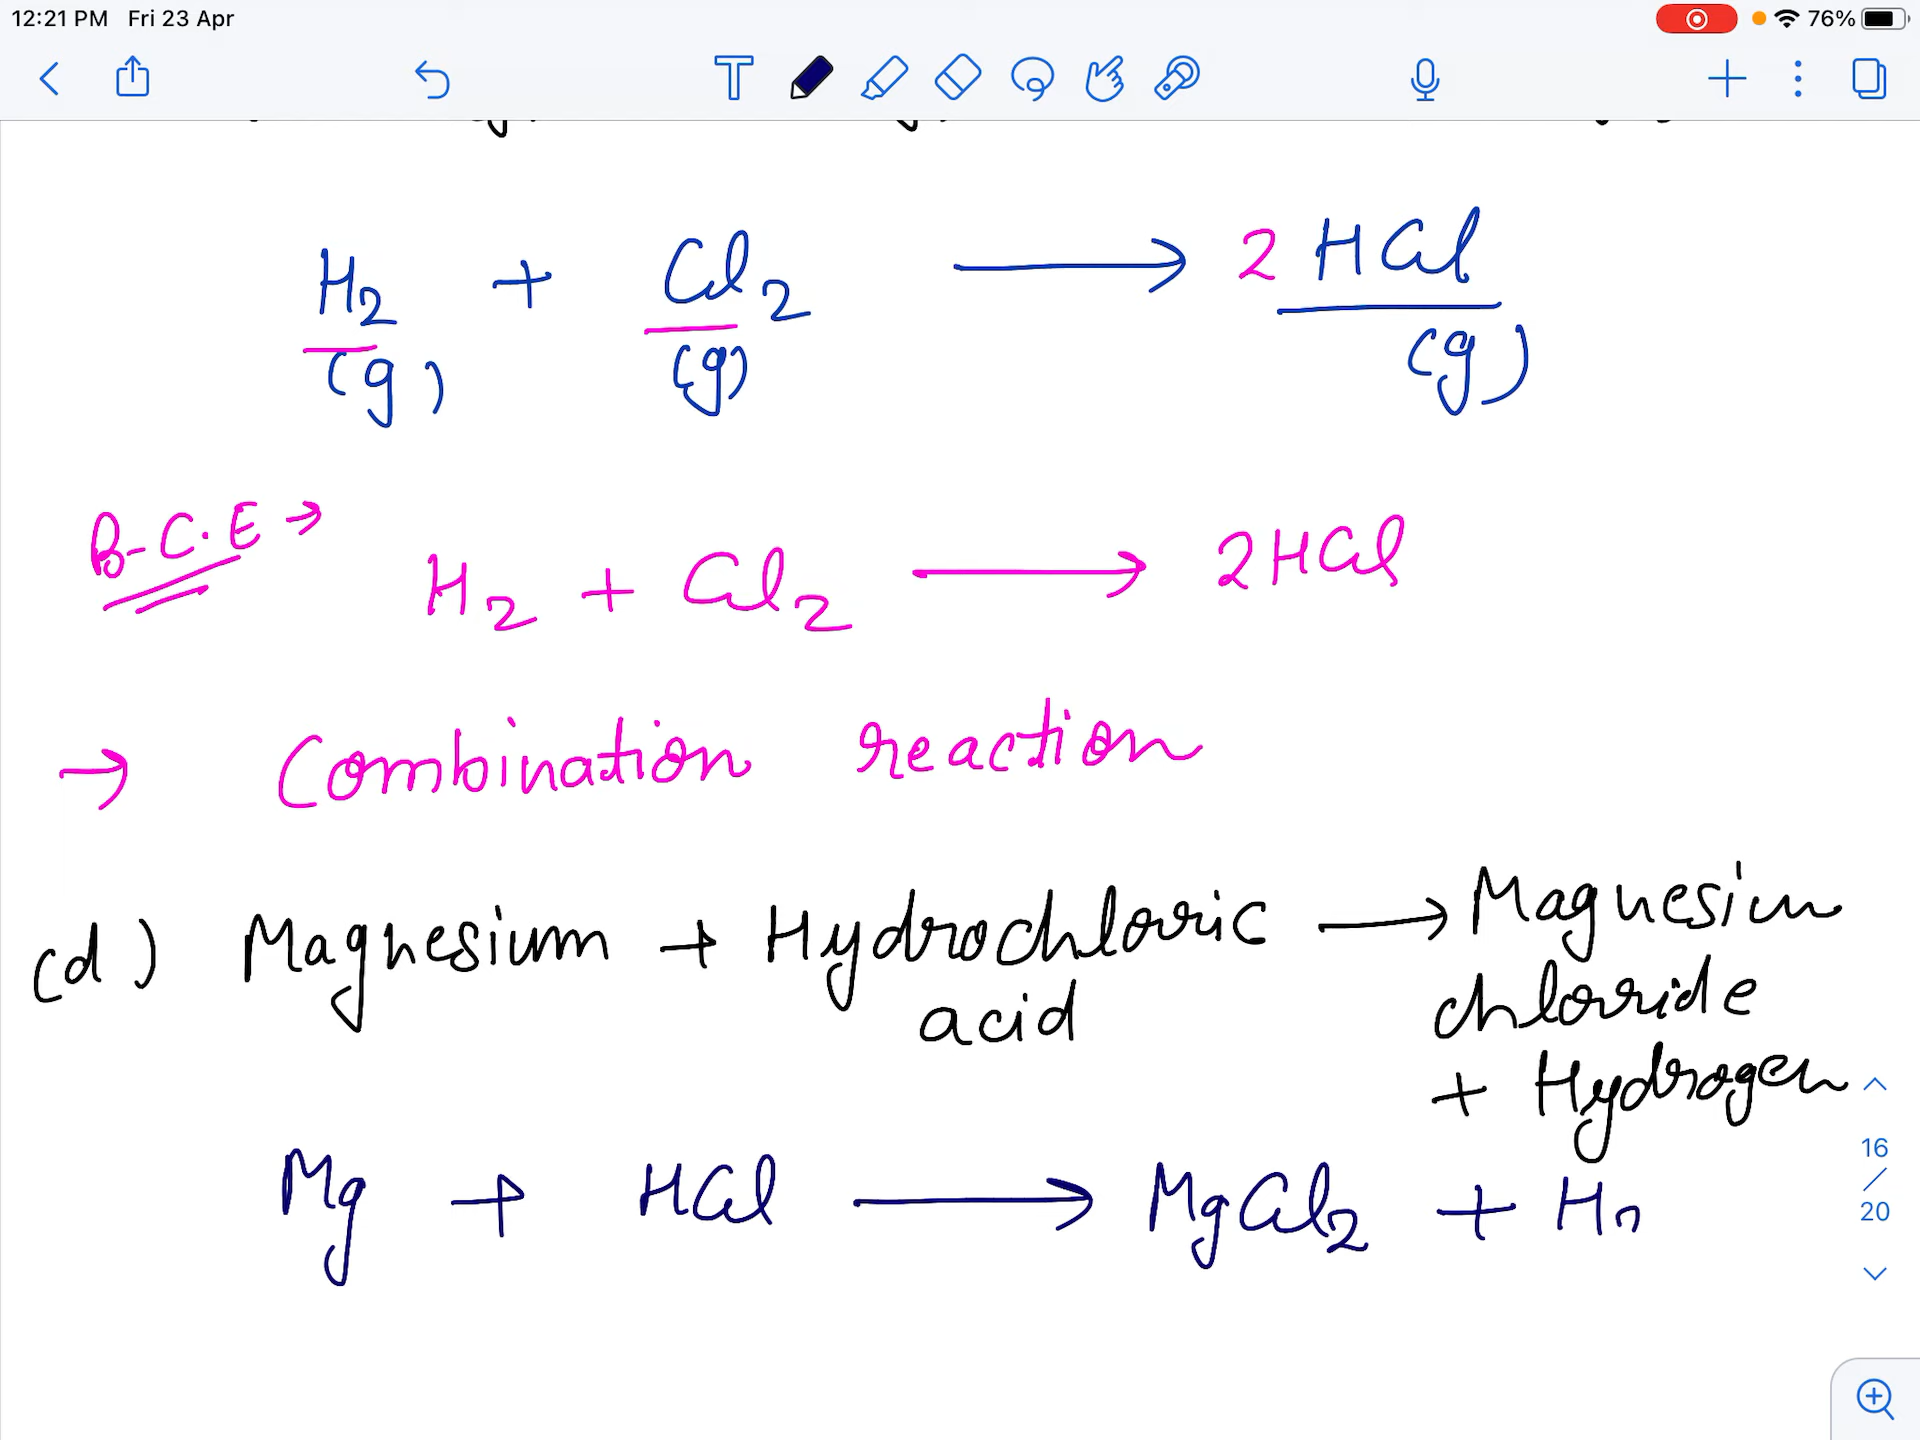 12:21 PM Fri 23 Apr 76%
T
H₂ + Cl₂ → 2 HCl
(g) (g) (g)
B-C.E →
H₂ + Cl₂ → 2HCl
→ Combination reaction
(d) Magnesium + Hydrochloric → Magnesium
acid chloride
+ Hydrogen
16
/
20
Mg + HCl → MgCl₂ + H